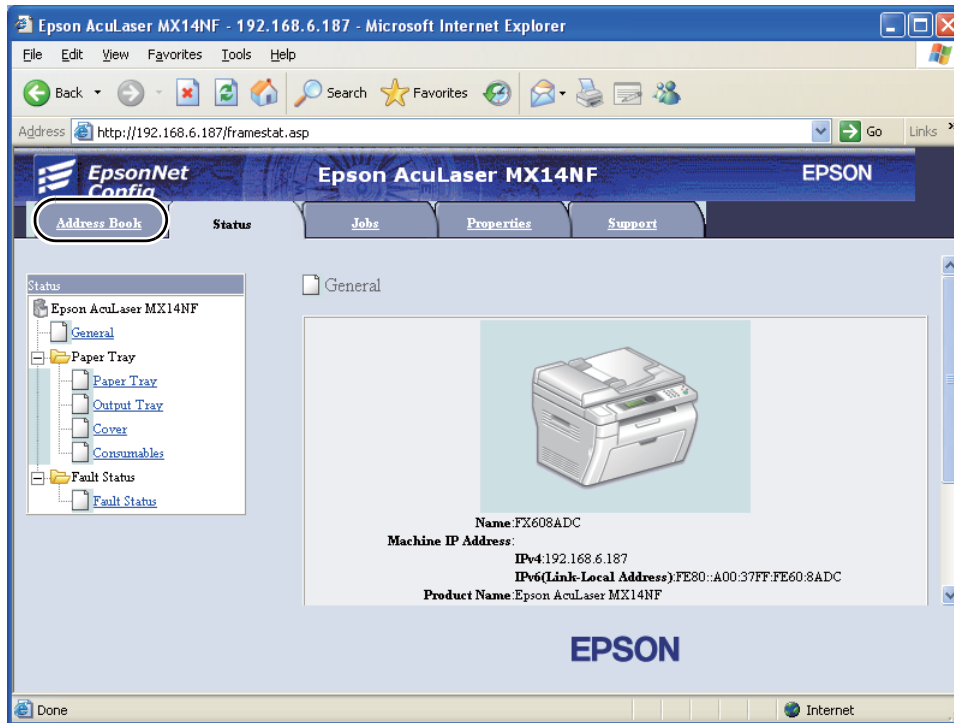 Epson AcuLaser MX14NF - 192.168.6.187 - Microsoft Internet Explorer
File Edit View Favorites Tools Help
Back Search Favorites
Address http://192.168.6.187/framestat.asp Go Links »
EpsonNet Config Epson AcuLaser MX14NF EPSON
Address Book Status Jobs Properties Support
Status
Epson AcuLaser MX14NF
General
Paper Tray
Paper Tray
Output Tray
Cover
Consumables
Fault Status
Fault Status
General
Name:FX608ADC
Machine IP Address:
IPv4:192.168.6.187
IPv6(Link-Local Address):FE80::A00:37FF:FE60:8ADC
Product Name:Epson AcuLaser MX14NF
EPSON
Done Internet